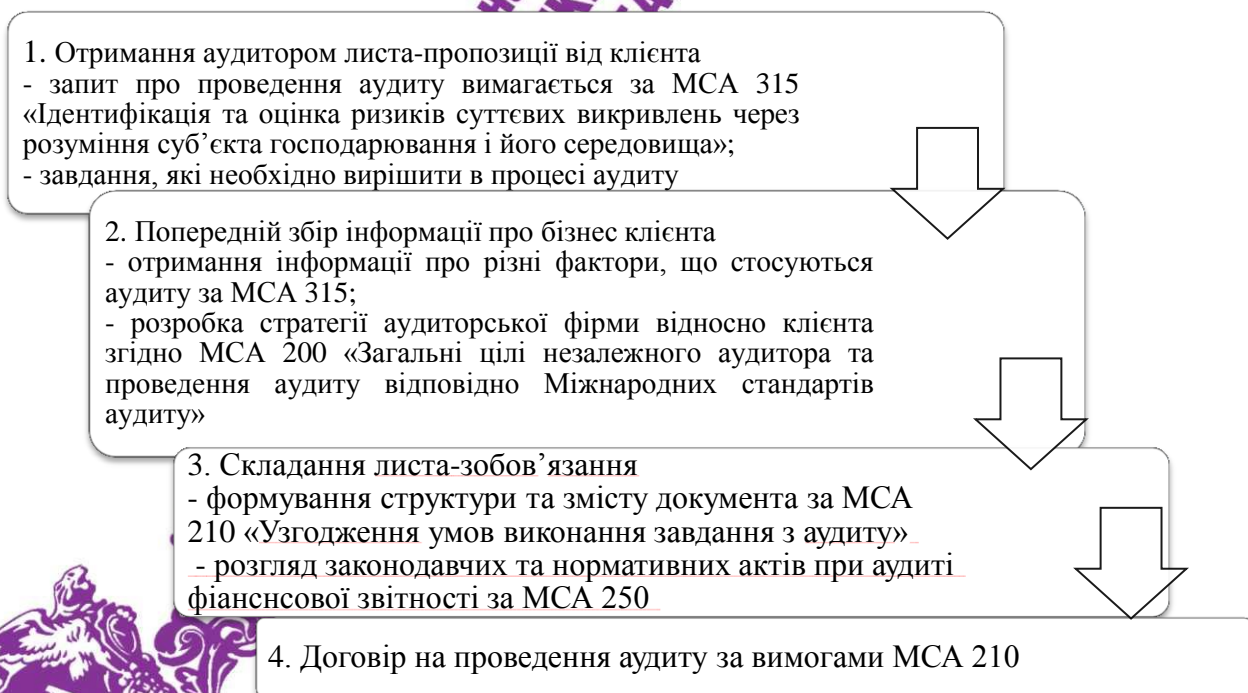 1. Отримання аудитором листа-пропозиції від клієнта
- запит про проведення аудиту вимагається за МСА 315
«Ідентифікація та оцінка ризиків суттєвих викривлень через
розуміння суб’єкта господарювання і його середовища»;
- завдання, які необхідно вирішити в процесі аудиту
2. Попередній збір інформації про бізнес клієнта
- отримання інформації про різні фактори, що стосуються
аудиту за МСА 315;
- розробка стратегії аудиторської фірми відносно клієнта
згідно МСА 200 «Загальні цілі незалежного аудитора та
проведення аудиту відповідно Міжнародних стандартів
аудиту»
3. Складання листа-зобов’язання
- формування структури та змісту документа за МСА
210 «Узгодження умов виконання завдання з аудиту»
- розгляд законодавчих та нормативних актів при аудиті
фіанснсової звітності за МСА 250
4. Договір на проведення аудиту за вимогами МСА 210